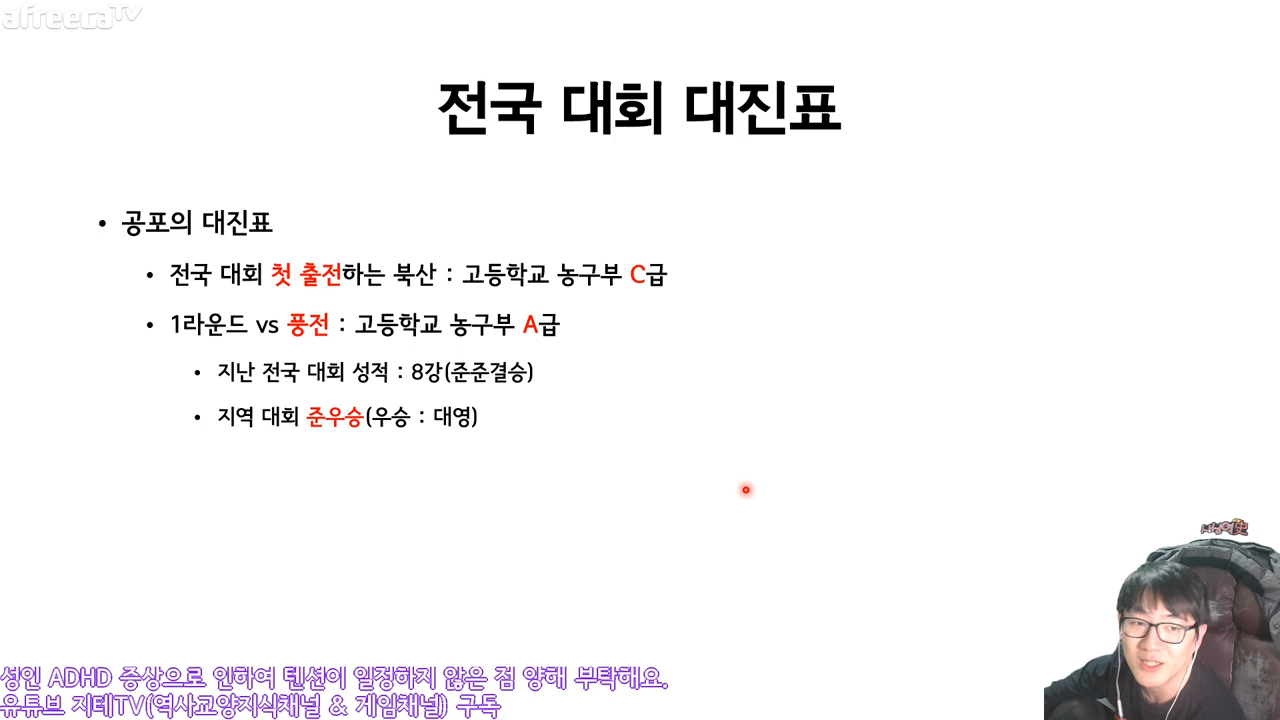 afreecaTV
전국 대회 대진표
• 공포의 대진표
• 전국 대회 첫 출전하는 북산 : 고등학교 농구부 C급
• 1라운드 vs 풍전 : 고등학교 농구부 A급
• 지난 전국 대회 성적 : 8강(준준결승)
• 지역 대회 준우승(우승 : 대영)
성인 ADHD 증상으로 인하여 텐션이 일정하지 않은 점 양해 부탁해요.
유튜브 지테TV(역사교양지식채널 & 게임채널) 구독